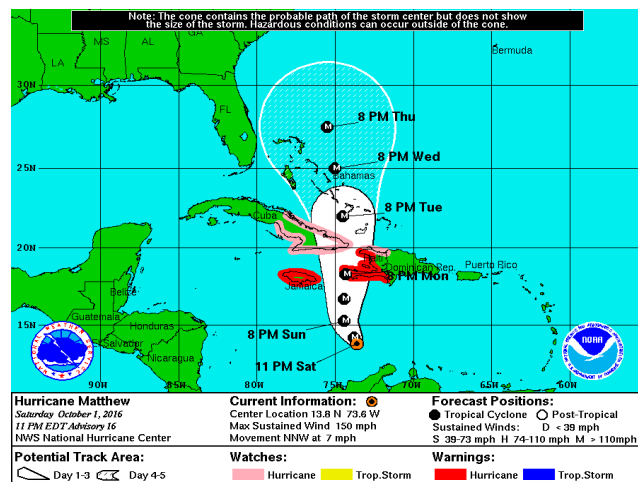 Note: The cone contains the probable path of the storm center but does not show
the size of the storm. Hazardous conditions can occur outside of the cone.
MS
AL
GA
LA
Bermuda
30N
FL
8 PM Thu
8 PM Wed
25N
Bahamas
8 PM Tue
Cuba
20N
Haiti
Dominican Rep.
Puerto Rico
8 PM Mon
Jamaica
Belize
Guatemala
Honduras
15N
8 PM Sun
El Salvador
Nicaragua
11 PM Sat
NATIONAL WEATHER SERVICE
NOAA
90N
85W
80W
75W
70W
65W
60W
M
M
M
M
M
M
M
M
Hurricane Matthew
Saturday October 1, 2016
11 PM EDT Advisory 16
NWS National Hurricane Center
Current Information:
Center Location 13.8 N 73.6 W
Max Sustained Wind 150 mph
Movement NNW at 7 mph
Forecast Positions:
Tropical Cyclone Post-Tropical
Sustained Winds: D < 39 mph
S 39-73 mph H 74-110 mph M > 110mph
Potential Track Area:
Day 1-3 Day 4-5
Watches:
Hurricane Trop.Storm
Warnings:
Hurricane Trop.Storm